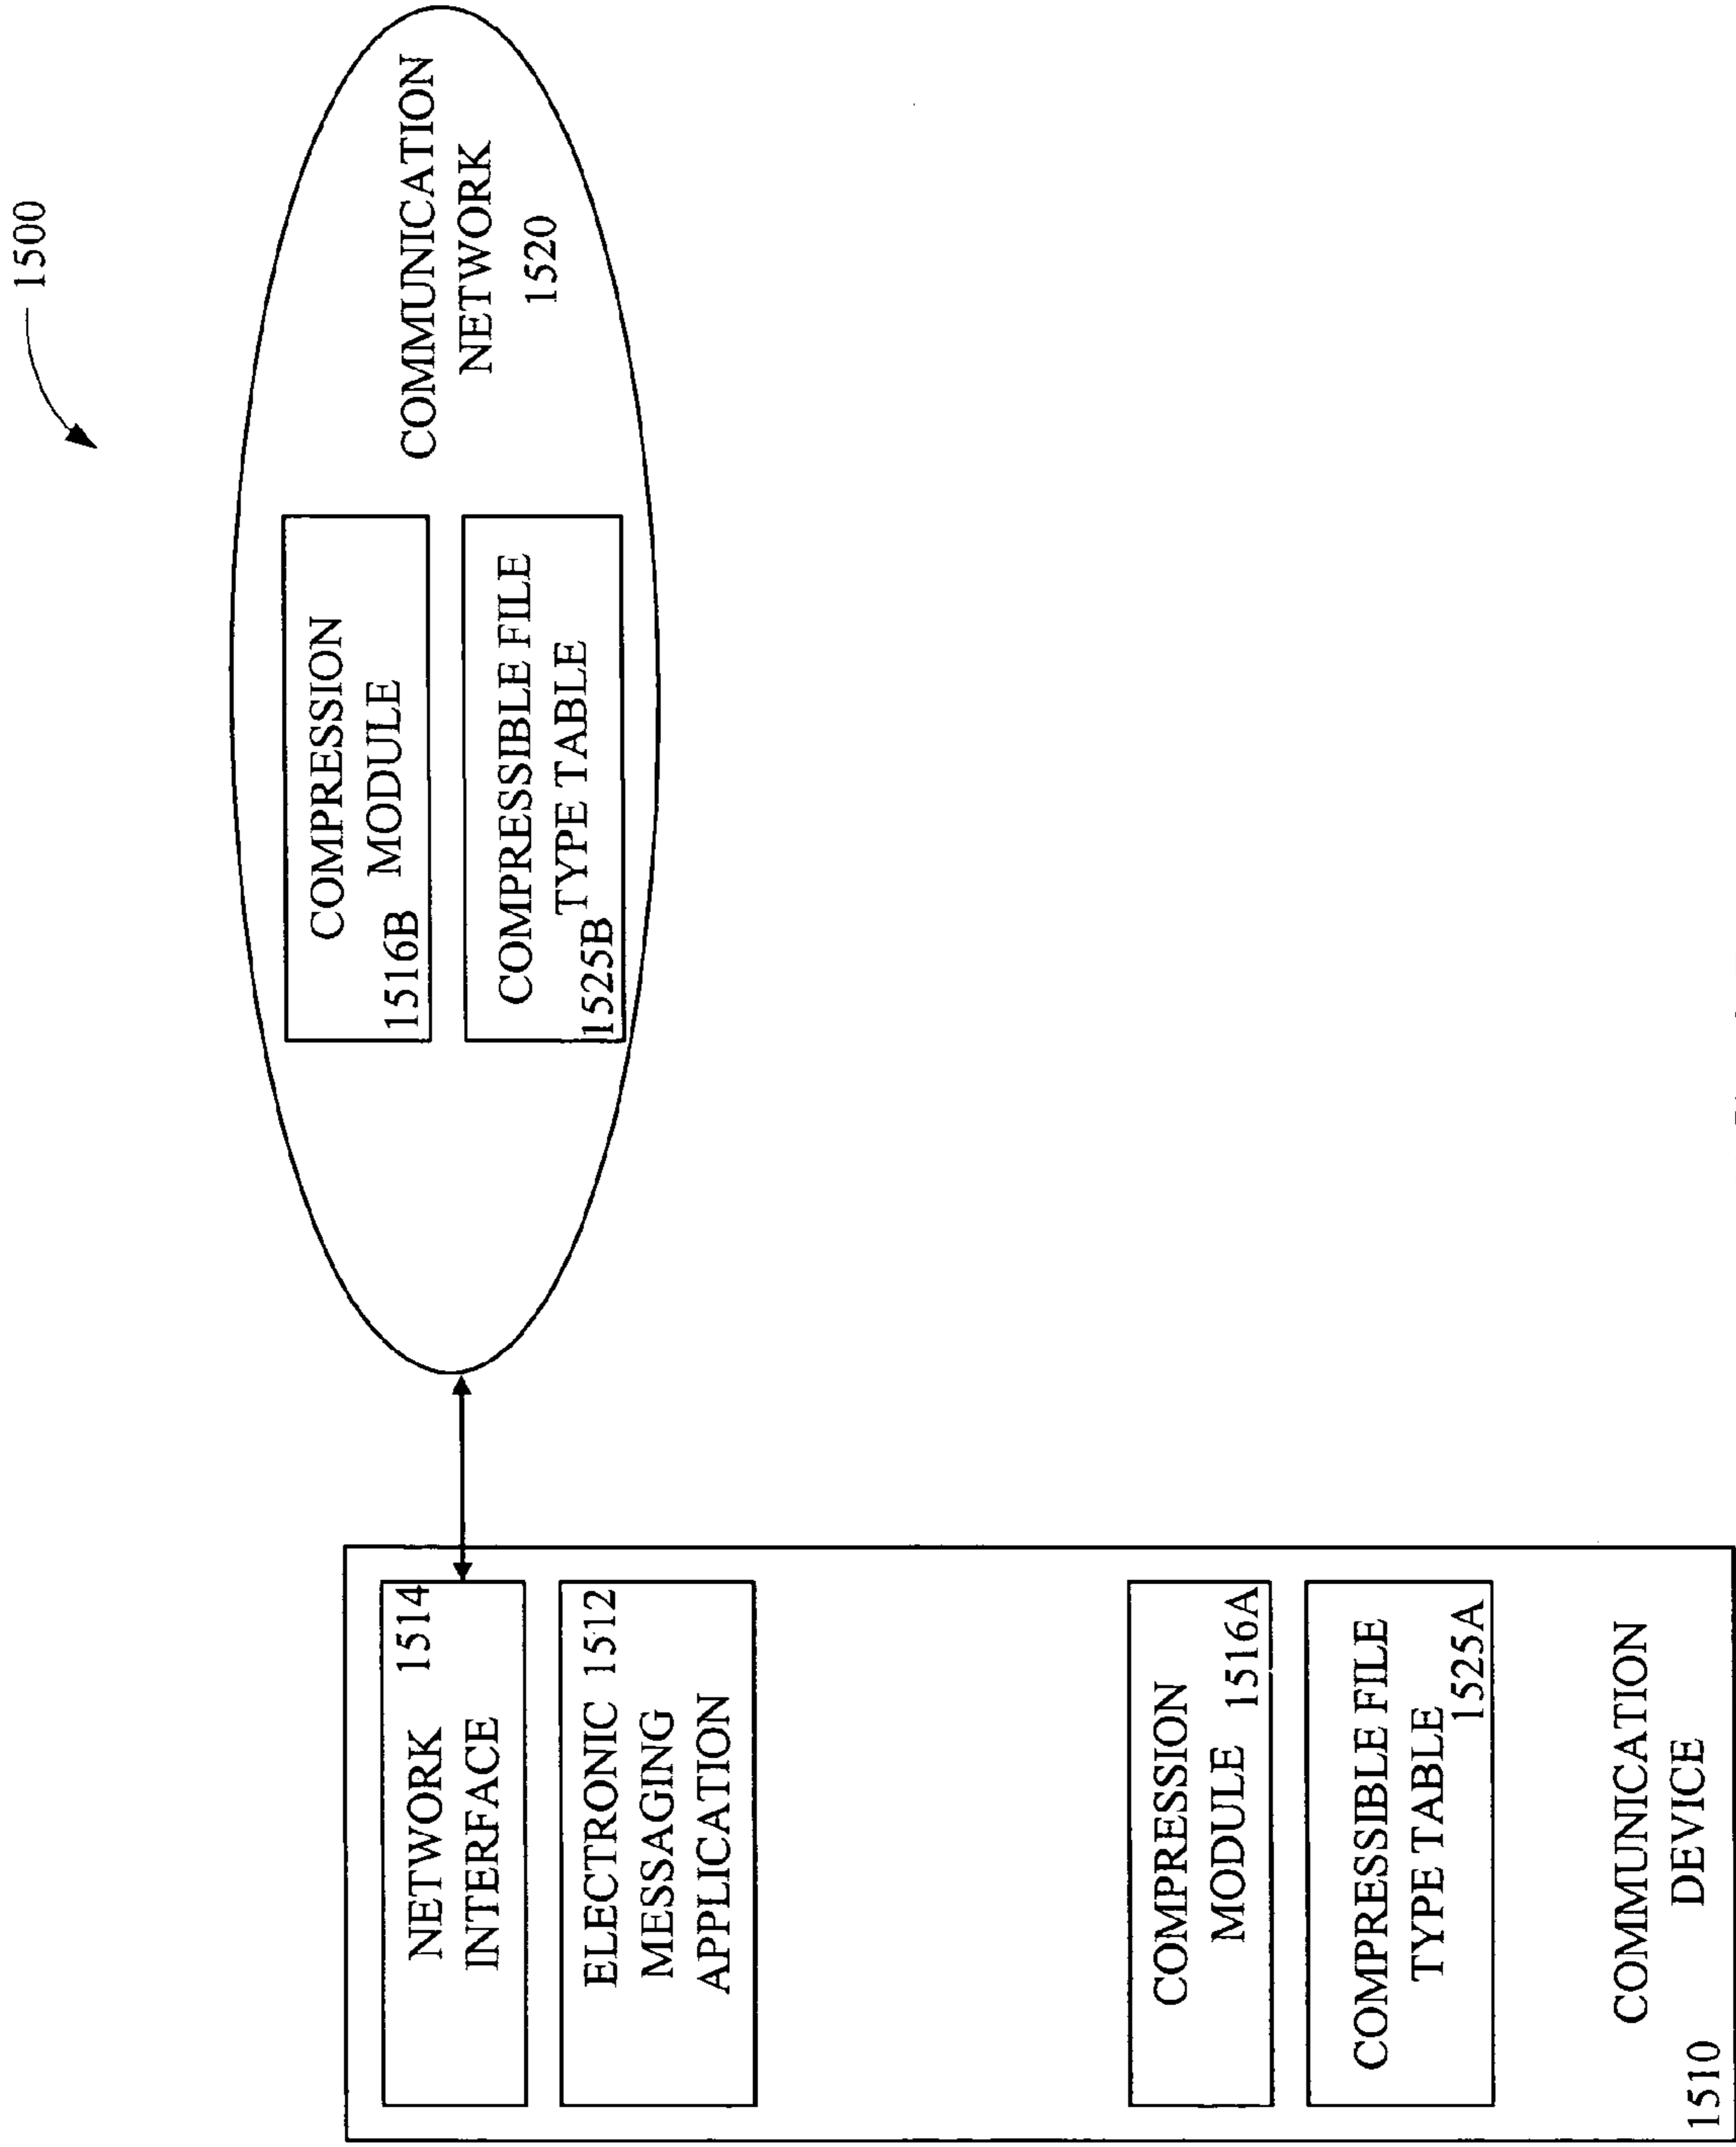 1500
COMMUNICATION
NETWORK
1520
COMPRESSION
MODULE
1516B
COMPRESSIBLE FILE
TYPE TABLE
1525B
NETWORK
INTERFACE
1514
ELECTRONIC 1512
MESSAGING
APPLICATION
COMPRESSION
MODULE 1516A
COMPRESSIBLE FILE
TYPE TABLE
1525A
COMMUNICATION
DEVICE
1510